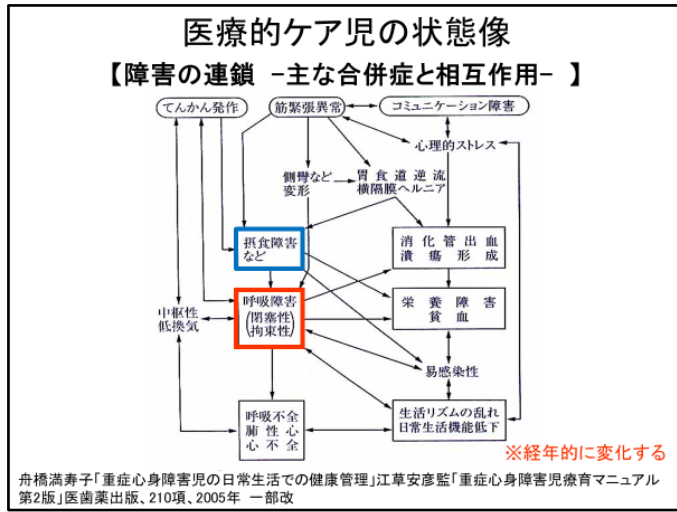 医療的ケア児の状態像
【障害の連鎖 −主な合併症と相互作用− 】
てんかん発作
筋緊張異常
コミュニケーション障害
心理的ストレス
側彎など
変形
胃食道逆流
横隔膜ヘルニア
摂食障害
など
消化管出血
潰瘍形成
呼吸障害
(閉塞性)
(拘束性)
栄養障害
貧血
中枢性
低換気
易感染性
呼吸不全
肺性心
心不全
生活リズムの乱れ
日常生活機能低下
※経年的に変化する
舟橋満寿子「重症心身障害児の日常生活での健康管理」江草安彦監「重症心身障害児療育マニュアル
第2版」医歯薬出版、210項、2005年 一部改